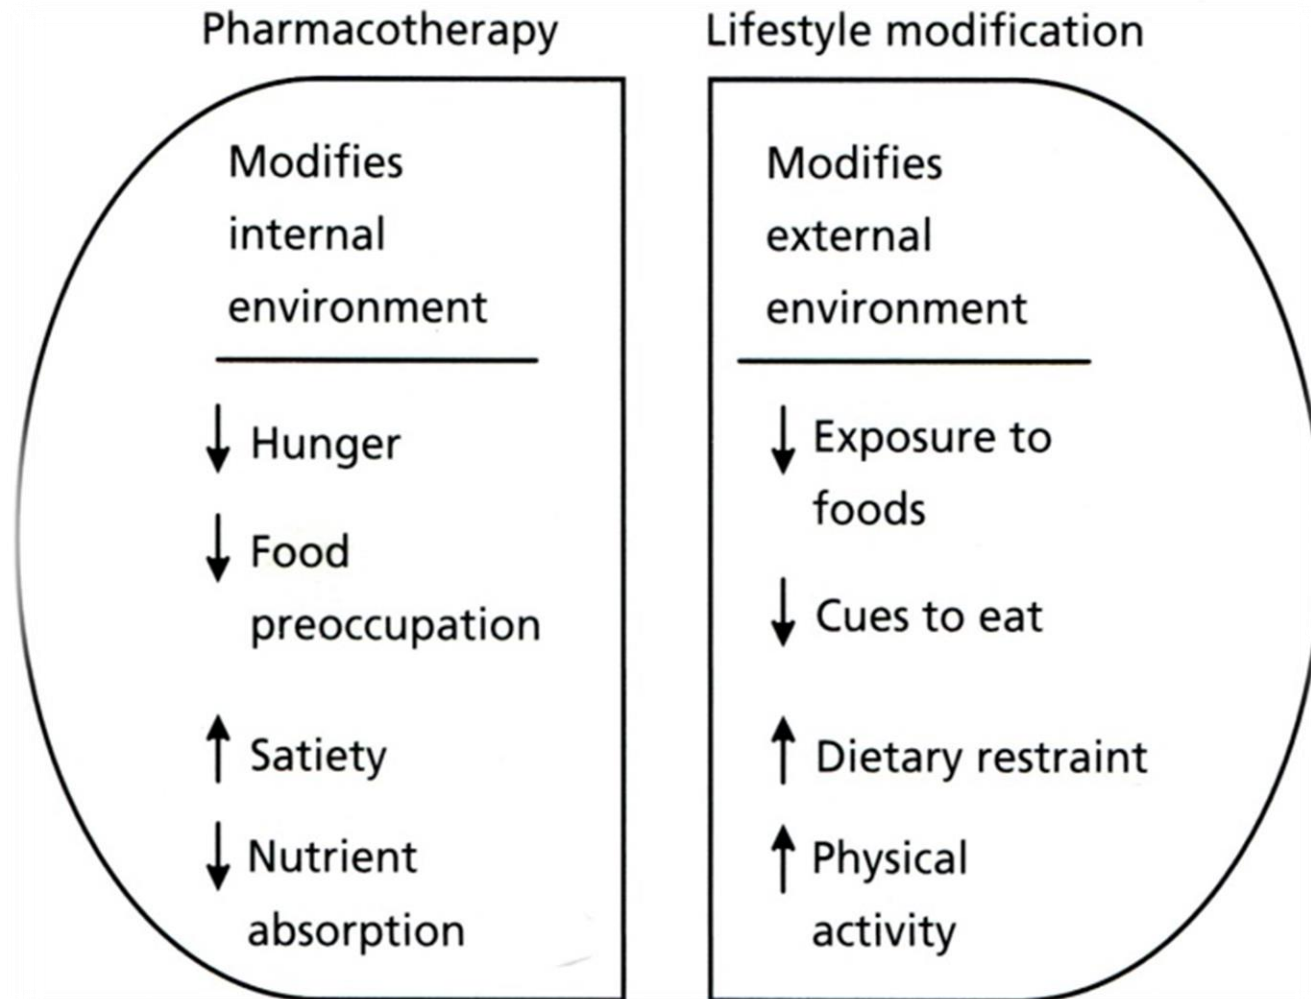 Pharmacotherapy
Modifies
internal
environment
↓ Hunger
↓ Food
preoccupation
↑ Satiety
↓ Nutrient
absorption
Lifestyle modification
Modifies
external
environment
↓ Exposure to
foods
↓ Cues to eat
↑ Dietary restraint
↑ Physical
activity